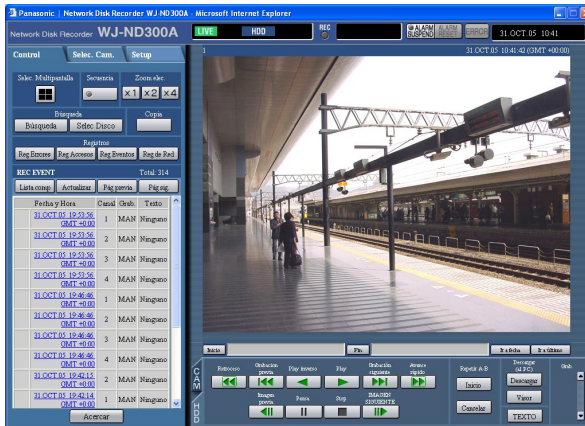 Panasonic | Network Disk Recorder WJ-ND300A - Microsoft Internet Explorer
Network Disk Recorder WJ-ND300A
LIVE HDD REC ALARM SUSPEND ALARM RESET ERROR 31.OCT.05 10:41
Control Selec. Cam. Setup
1 31.OCT.05 10:41:42 (GMT +00:00)
Selec. Multipantalla Secuencia Zoom elec.
x1 x2 x4
Búsqueda Copia
Búsqueda Selec Disco
Registros
Reg Errores Reg Accesos Reg Eventos Reg de Red
REC EVENT Total: 314
Lista comp Actualizar Pág previa Pág sig.
Fecha y Hora Canal Grab. Texto
31.OCT.05 19:53:56 GMT +0:00 1 MAN Ninguno
31.OCT.05 19:53:56 GMT +0:00 2 MAN Ninguno
31.OCT.05 19:53:56 GMT +0:00 3 MAN Ninguno
31.OCT.05 19:53:56 GMT +0:00 4 MAN Ninguno
31.OCT.05 19:46:46 GMT +0:00 1 MAN Ninguno
31.OCT.05 19:46:46 GMT +0:00 2 MAN Ninguno
31.OCT.05 19:46:46 GMT +0:00 3 MAN Ninguno
31.OCT.05 19:46:46 GMT +0:00 4 MAN Ninguno
31.OCT.05 19:42:15 GMT +0:00 2 MAN Ninguno
31.OCT.05 19:42:14 GMT +0:00 1 MAN Ninguno
Acercar
Inicio Fin Ir a fecha Ir a último
CAM
HDD
Retroceso Grabacion previa Play inverso Play Grabación siguiente Avance rápido
Imagen previa Pausa Stop IMAGEN SIGUIENTE
Repetir A-B
Inicio
Cancelar
Descargar (al PC)
Descargar
Visor
TEXTO
Grab